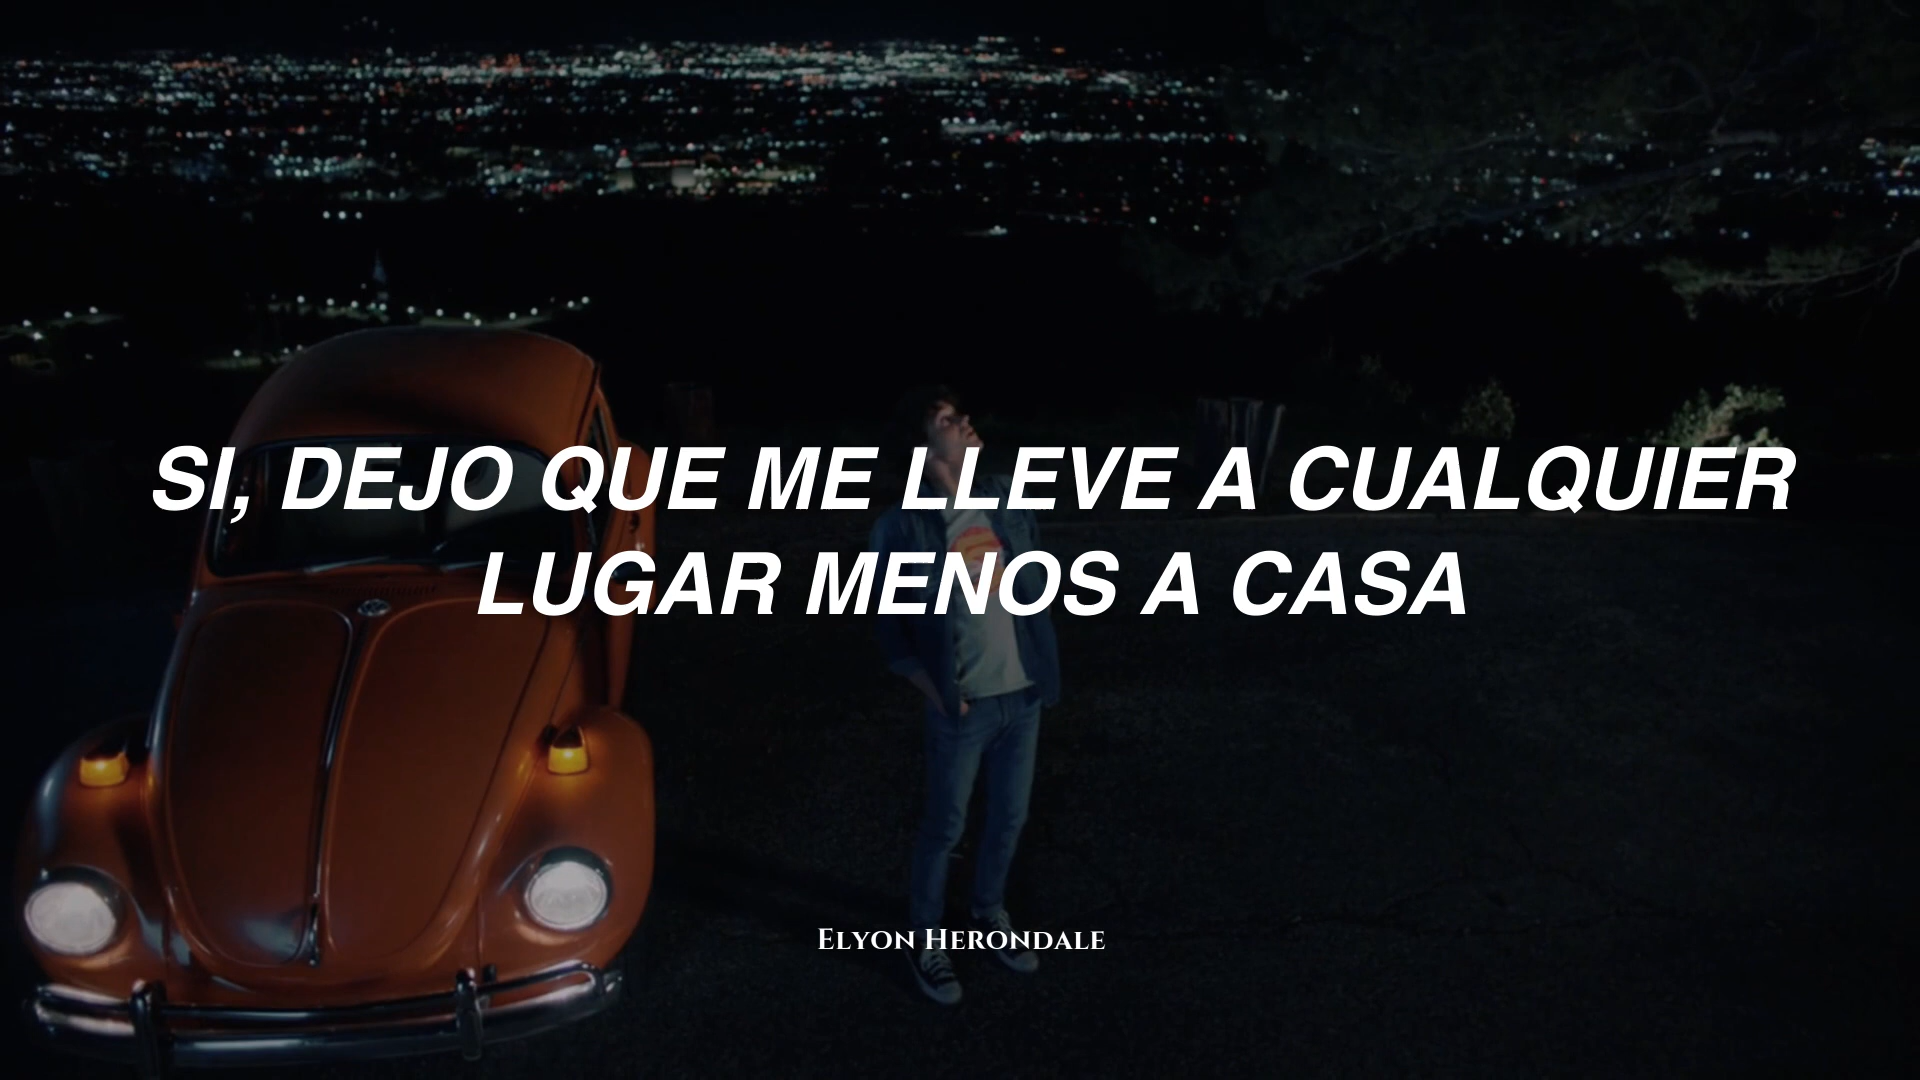 SI, DEJO QUE ME LLEVE A CUALQUIER
LUGAR MENOS A CASA
Elyon Herondale